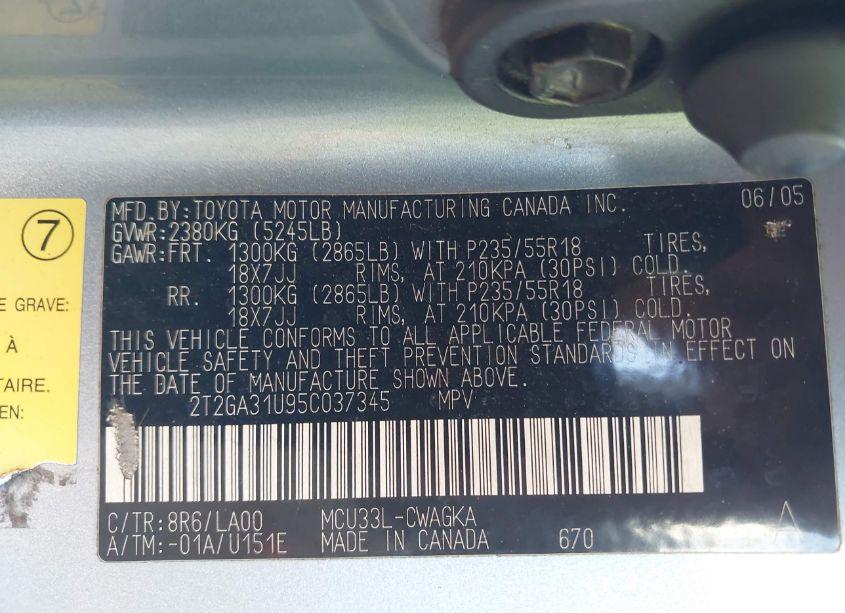 7
E GRAVE:
À
TAIRE.
EN:
MFD.BY:TOYOTA MOTOR MANUFACTURING CANADA INC. 06/05
GVWR:2380KG (5245LB)
GAWR:FRT. 1300KG (2865LB) WITH P235/55R18 TIRES,
18X7JJ RIMS, AT 210KPA (30PSI) COLD.
RR. 1300KG (2865LB) WITH P235/55R18 TIRES,
18X7JJ RIMS, AT 210KPA (30PSI) COLD.
THIS VEHICLE CONFORMS TO ALL APPLICABLE FEDERAL MOTOR
VEHICLE SAFETY AND THEFT PREVENTION STANDARDS IN EFFECT ON
THE DATE OF MANUFACTURE SHOWN ABOVE.
2T2GA31U95C037345 MPV
C/TR:8R6/LA00 MCU33L-CWAGKA A
A/TM:-01A/U151E MADE IN CANADA 670